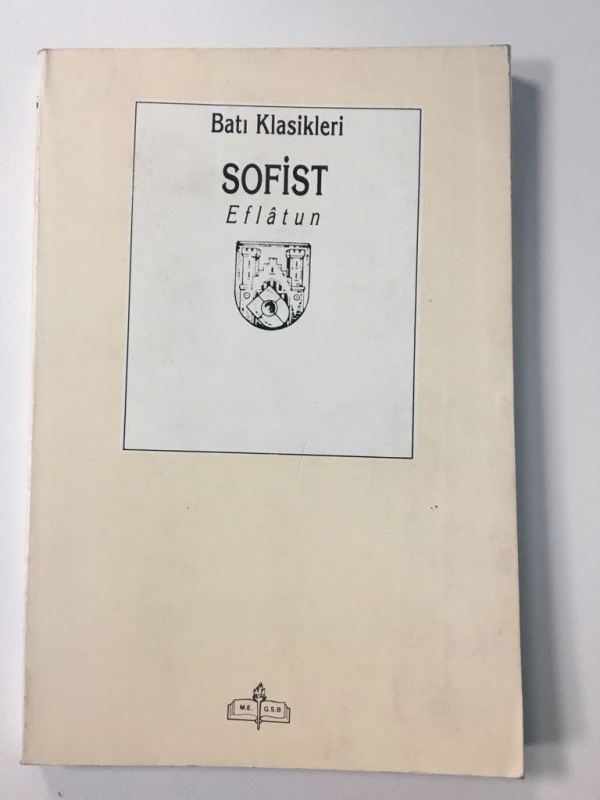 Batı Klasikleri
SOFİST
Eflâtun
M.E. G.S.B